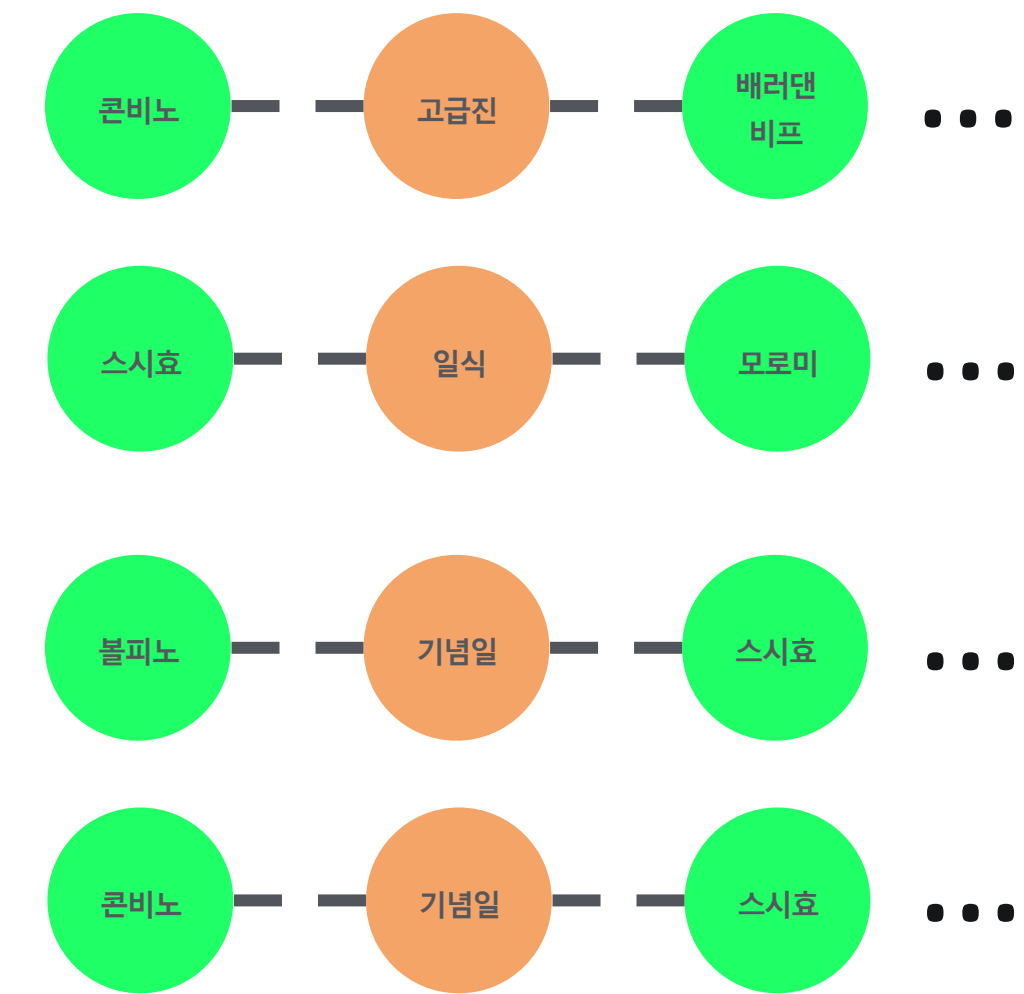 콘비노 고급진 배러댄
비프
스시효 일식 모로미
볼피노 기념일 스시효
콘비노 기념일 스시효